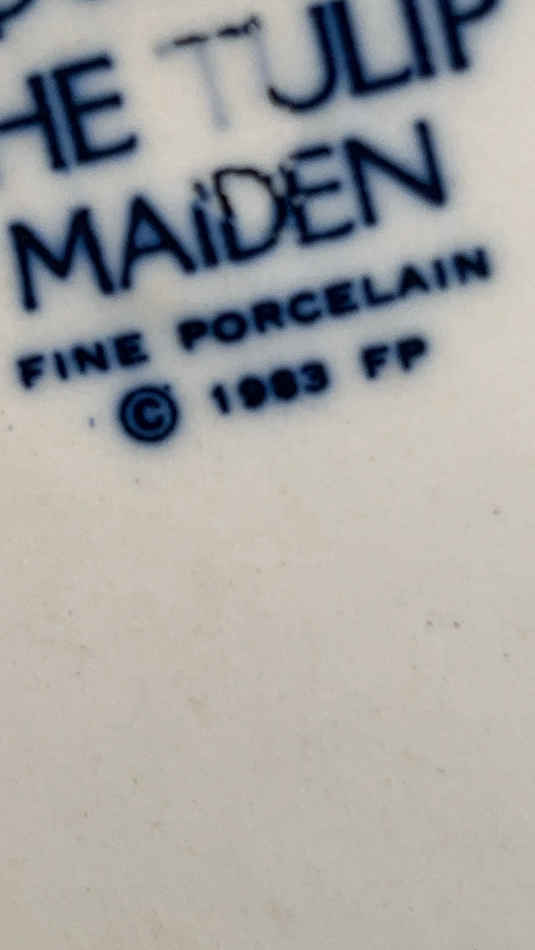 HE TULIP
MAIDEN
FINE PORCELAIN
© 1983 FP